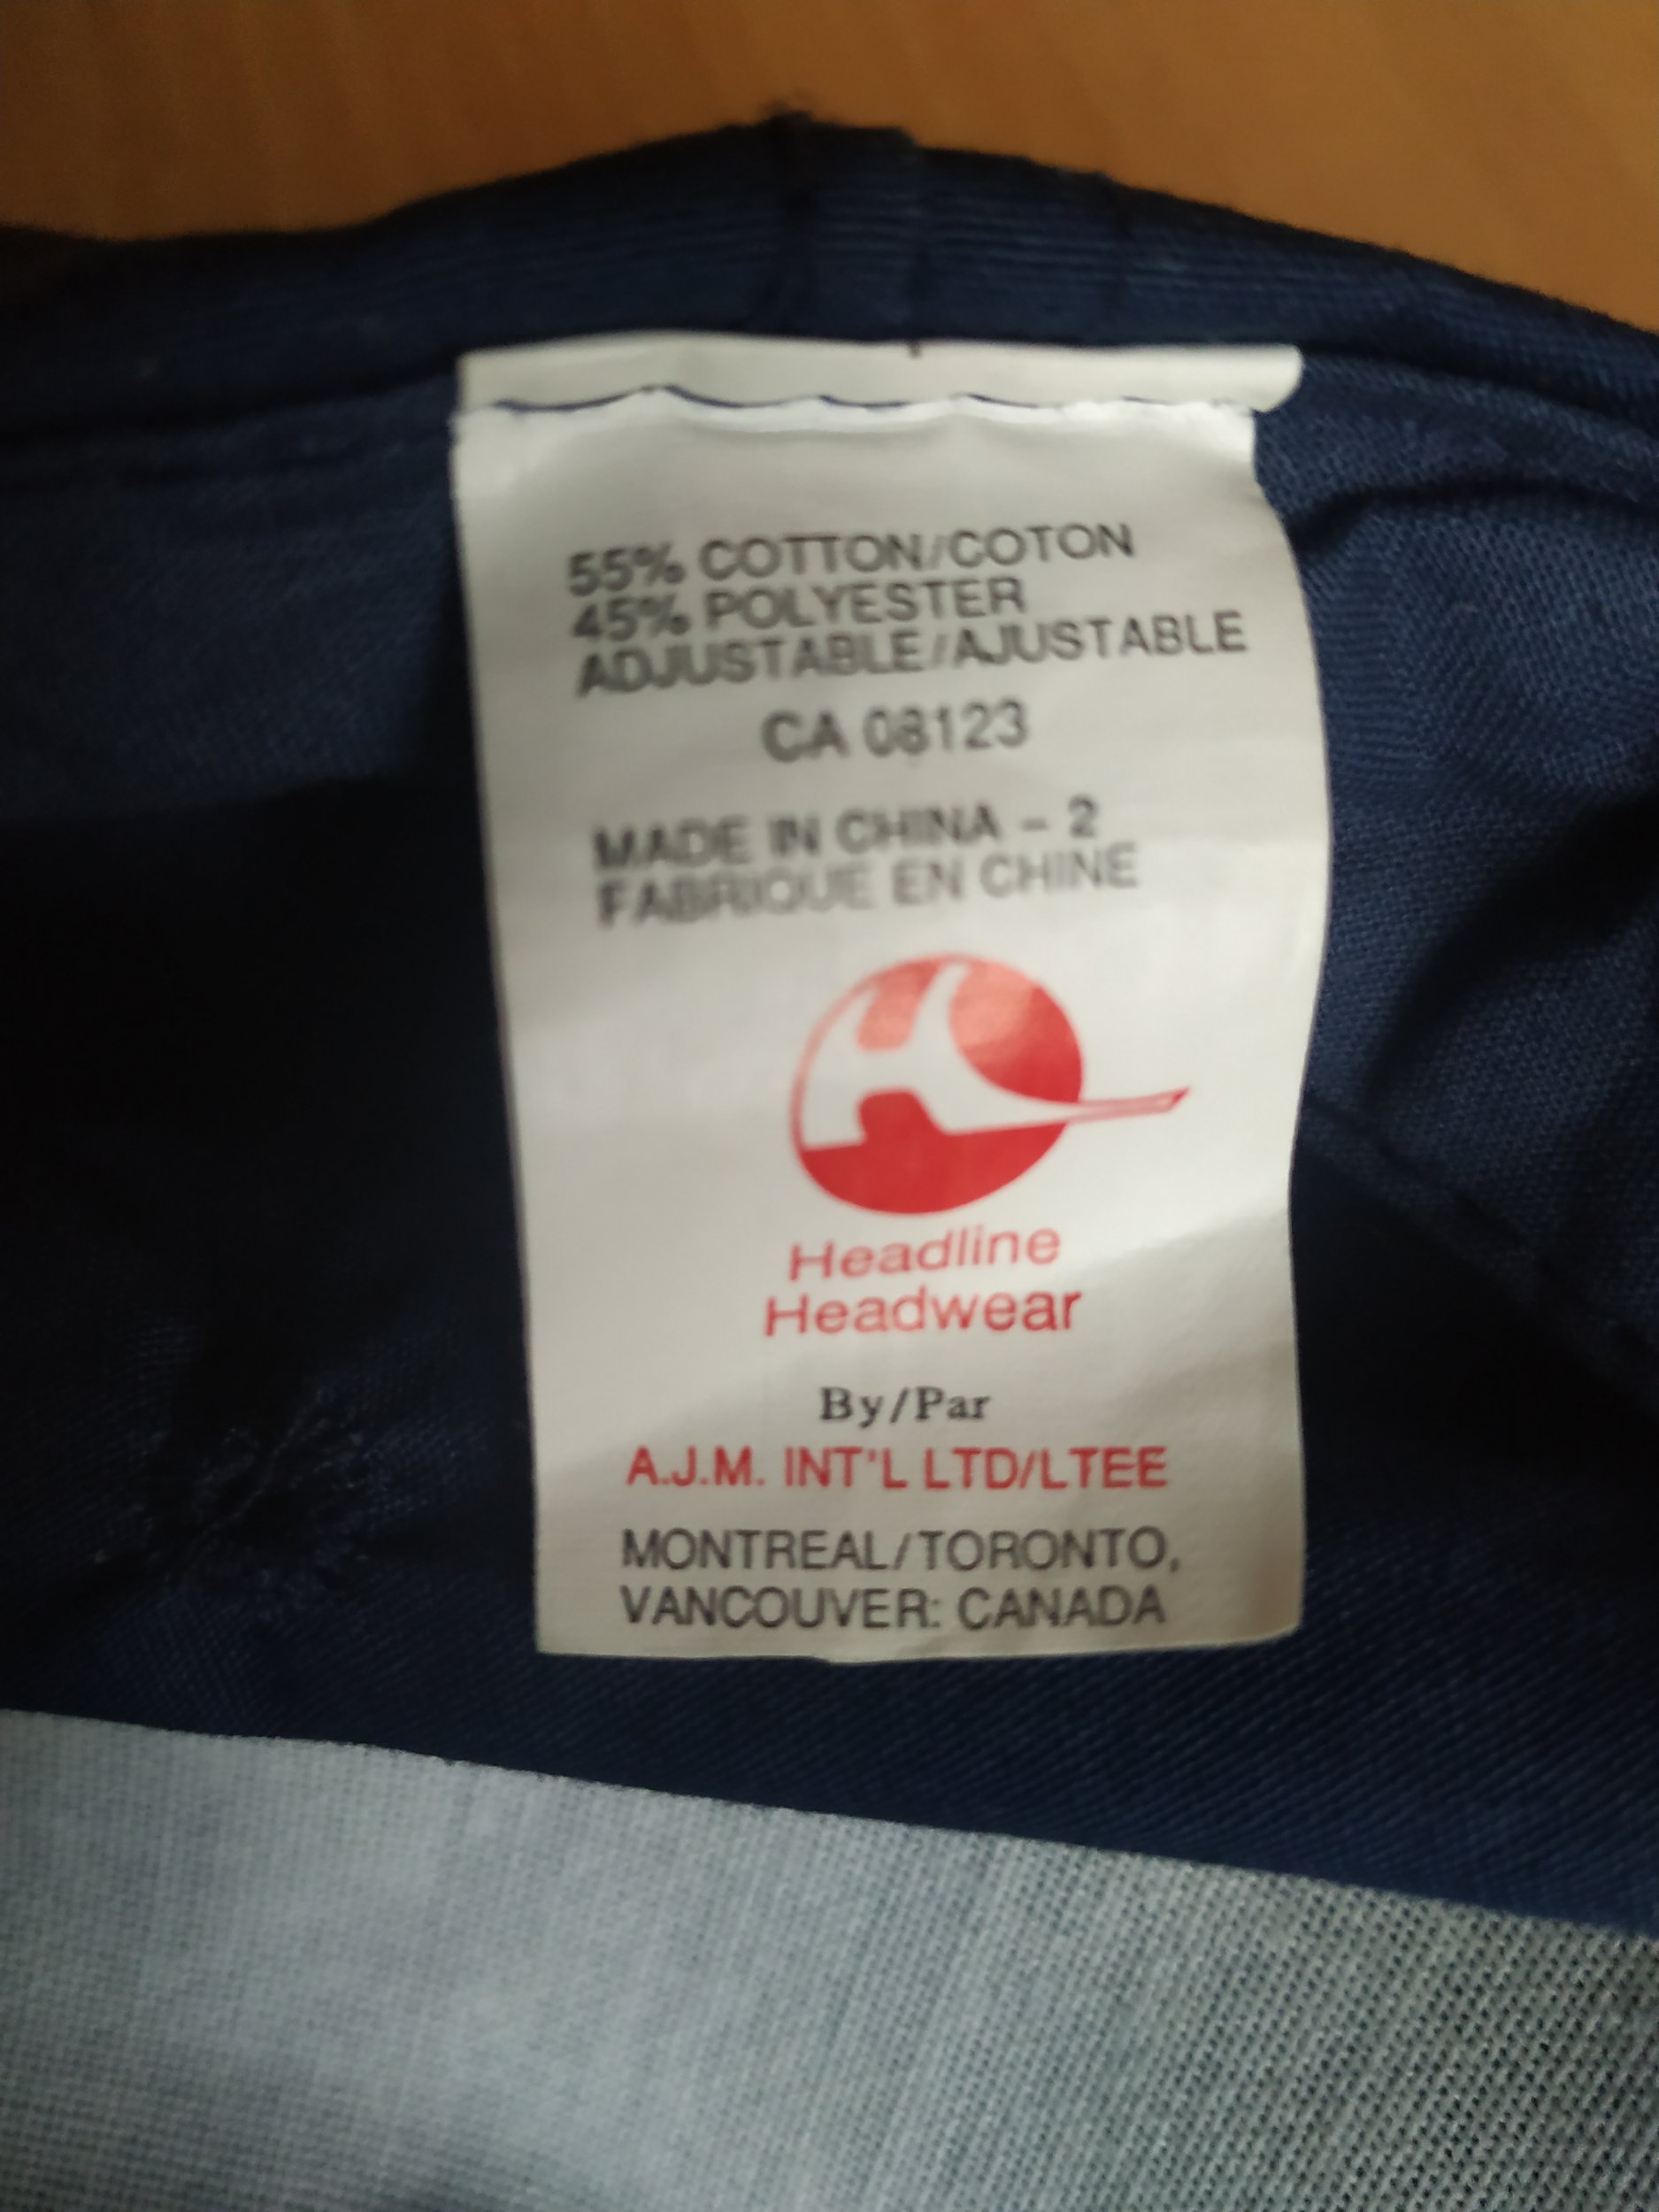 55% COTTON/COTON
45% POLYESTER
ADJUSTABLE/AJUSTABLE
CA 08123
MADE IN CHINA - 2
FABRIQUE EN CHINE
Headline
Headwear
By/Par
A.J.M. INT'L LTD/LTEE
MONTREAL/TORONTO,
VANCOUVER: CANADA